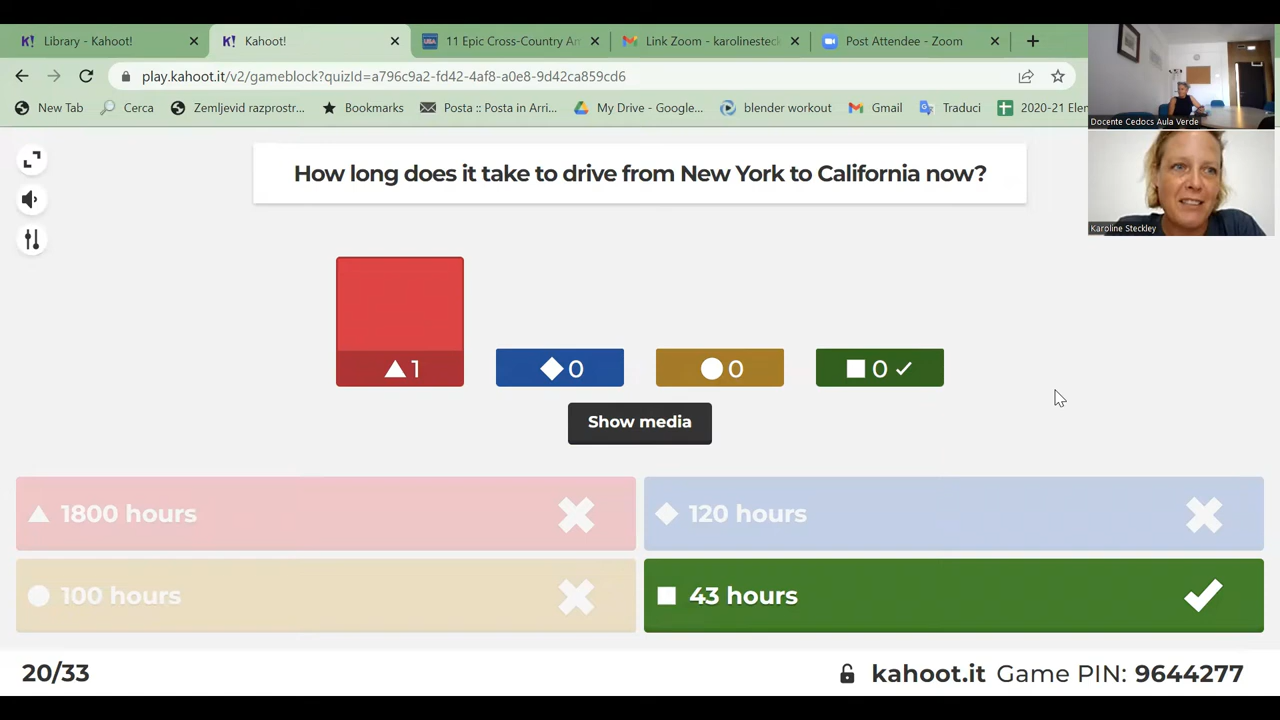 Library - Kahoot!
Kahoot!
11 Epic Cross-Country Am
Link Zoom - karolinesteck
Post Attendee - Zoom
play.kahoot.it/v2/gameblock?quizId=a796c9a2-fd42-4af8-a0e8-9d42ca859cd6
New Tab
Cerca
Zemljevid razprostr...
Bookmarks
Posta :: Posta in Arri...
My Drive - Google...
blender workout
Gmail
Traduci
2020-21 Elem
Docente Cedocs Aula Verde
Karoline Steckley
How long does it take to drive from New York to California now?
1
0
0
0
Show media
1800 hours
120 hours
100 hours
43 hours
20/33
kahoot.it Game PIN: 9644277